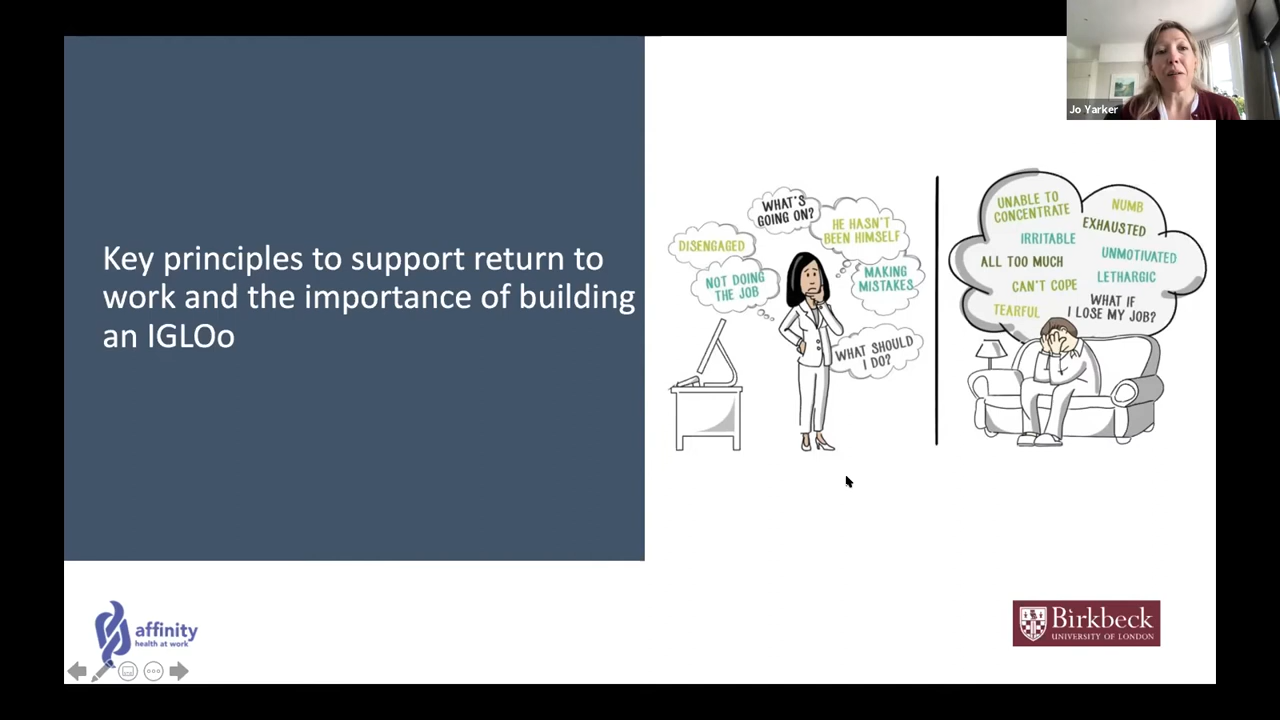 Jo Yarker
Key principles to support return to
work and the importance of building
an IGLOo
WHAT'S
GOING ON?
HE HASN'T
BEEN HIMSELF
DISENGAGED
NOT DOING
THE JOB
MAKING
MISTAKES
WHAT SHOULD
I DO?
UNABLE TO
CONCENTRATE
NUMB
EXHAUSTED
IRRITABLE
UNMOTIVATED
ALL TOO MUCH
LETHARGIC
CAN'T COPE
WHAT IF
I LOSE MY JOB?
TEARFUL
affinity
health at work
Birkbeck
UNIVERSITY OF LONDON